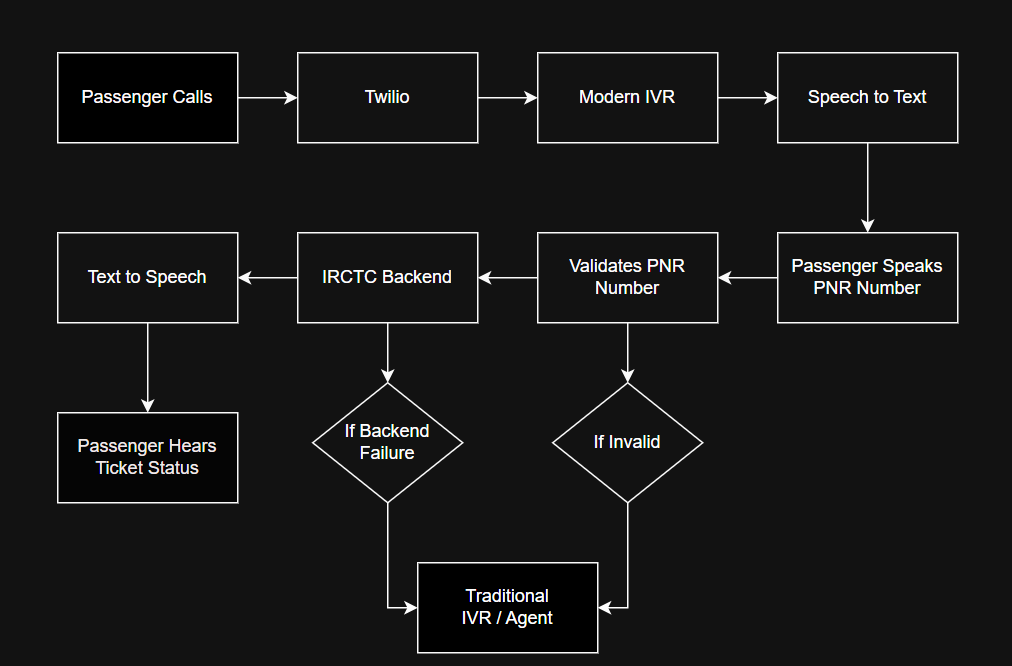 Passenger Calls
Twilio
Modern IVR
Speech to Text
Text to Speech
IRCTC Backend
Validates PNR
Number
Passenger Speaks
PNR Number
Passenger Hears
Ticket Status
If Backend
Failure
If Invalid
Traditional
IVR / Agent